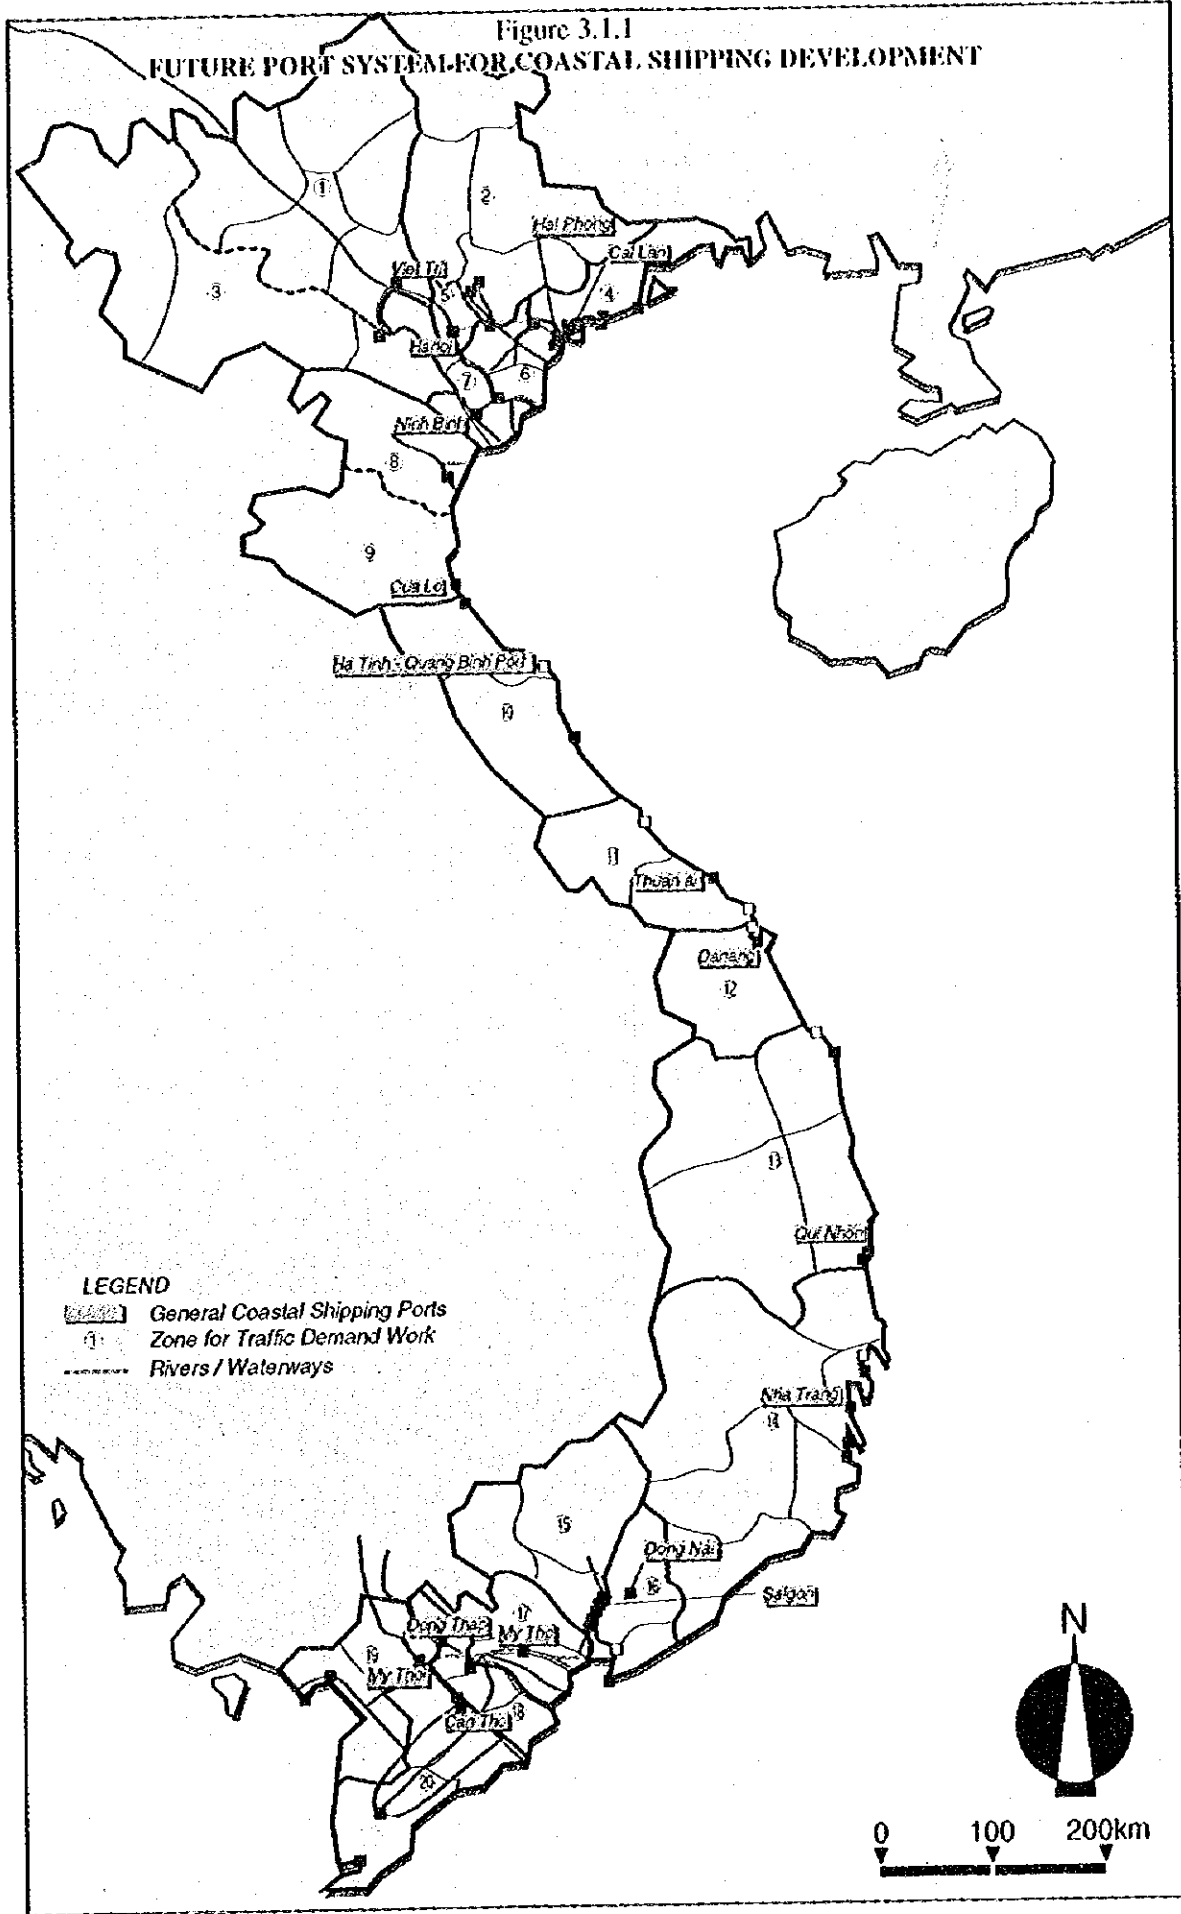 Figure 3.1.1
FUTURE PORT SYSTEM FOR COASTAL SHIPPING DEVELOPMENT
1
2
Hai Phong
Cai Lan
Viet Tri
3
5
4
Hanoi
7
6
Ninh Binh
8
9
Cua Lo
Ha Tinh - Quang Binh Port
10
11
Thuan An
Danang
12
13
Qui Nhon
LEGEND
General Coastal Shipping Ports
1
Zone for Traffic Demand Work
Rivers / Waterways
Nha Trang
14
15
Dong Nai
16
Saigon
17
Dong Thap
My Tho
19
My Thoi
Can Tho
18
20
N
0 100 200km